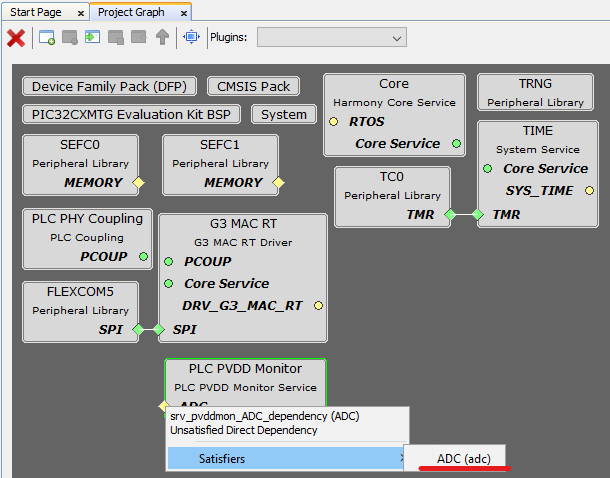 Start Page x Project Graph x
Plugins:
Device Family Pack (DFP) CMSIS Pack
PIC32CXMTG Evaluation Kit BSP System
Core
Harmony Core Service
RTOS
Core Service
TRNG
Peripheral Library
TIME
System Service
Core Service
SYS_TIME
TMR
SEFC0
Peripheral Library
MEMORY
SEFC1
Peripheral Library
MEMORY
TC0
Peripheral Library
TMR
PLC PHY Coupling
PLC Coupling
PCOUP
G3 MAC RT
G3 MAC RT Driver
PCOUP
Core Service
DRV_G3_MAC_RT
SPI
FLEXCOM5
Peripheral Library
SPI
PLC PVDD Monitor
PLC PVDD Monitor Service
ADC
srv_pvddmon_ADC_dependency (ADC)
Unsatisfied Direct Dependency
Satisfiers
ADC (adc)